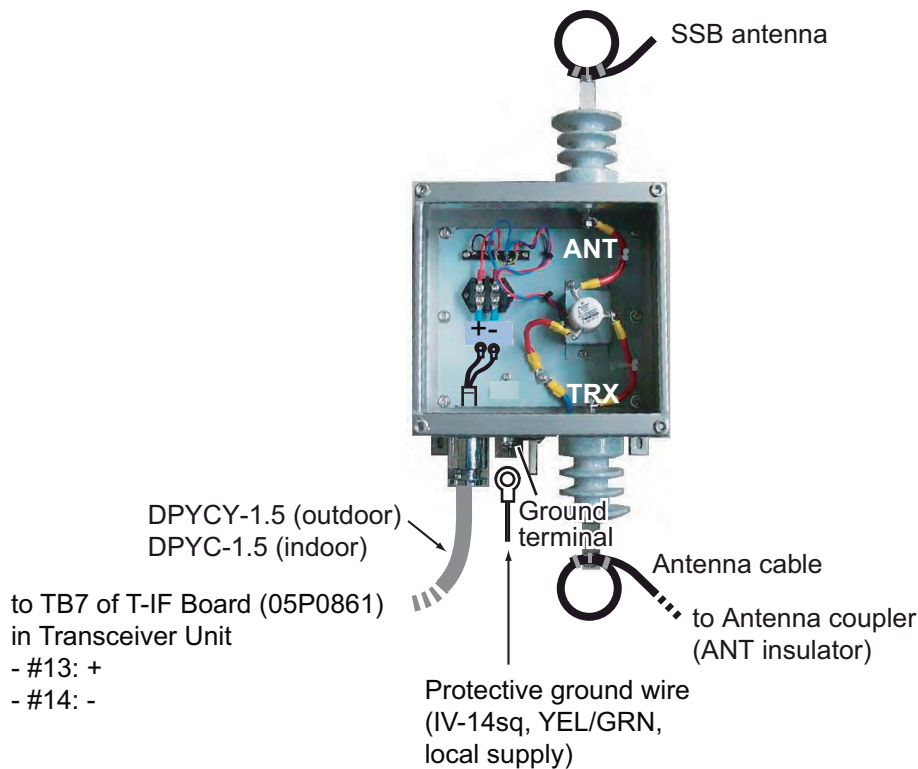 SSB antenna
ANT
+-
TRX
DPYCY-1.5 (outdoor)
DPYC-1.5 (indoor)
Ground
terminal
Antenna cable
to TB7 of T-IF Board (05P0861)
in Transceiver Unit
- #13: +
- #14: -
to Antenna coupler
(ANT insulator)
Protective ground wire
(IV-14sq, YEL/GRN,
local supply)